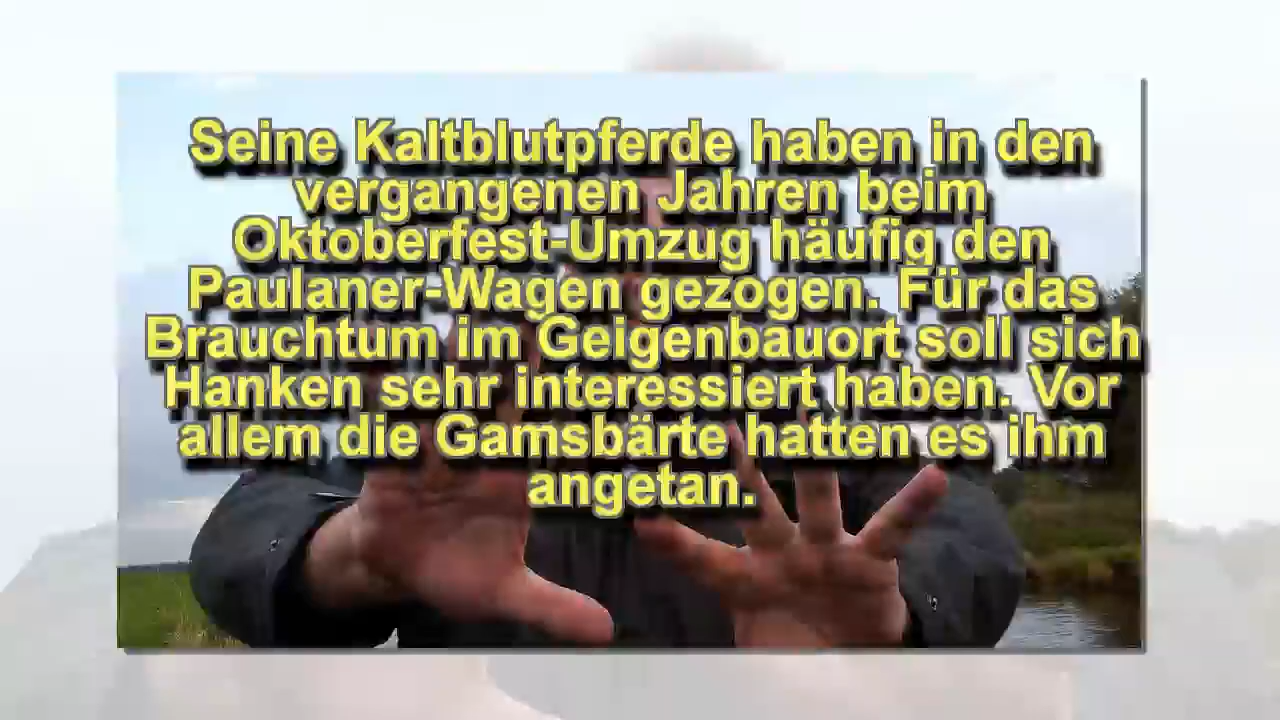 Seine Kaltblutpferde haben in den
vergangenen Jahren beim
Oktoberfest-Umzug häufig den
Paulaner-Wagen gezogen. Für das
Brauchtum im Geigenbauort soll sich
Hanken sehr interessiert haben. Vor
allem die Gamsbärte hatten es ihm
angetan.